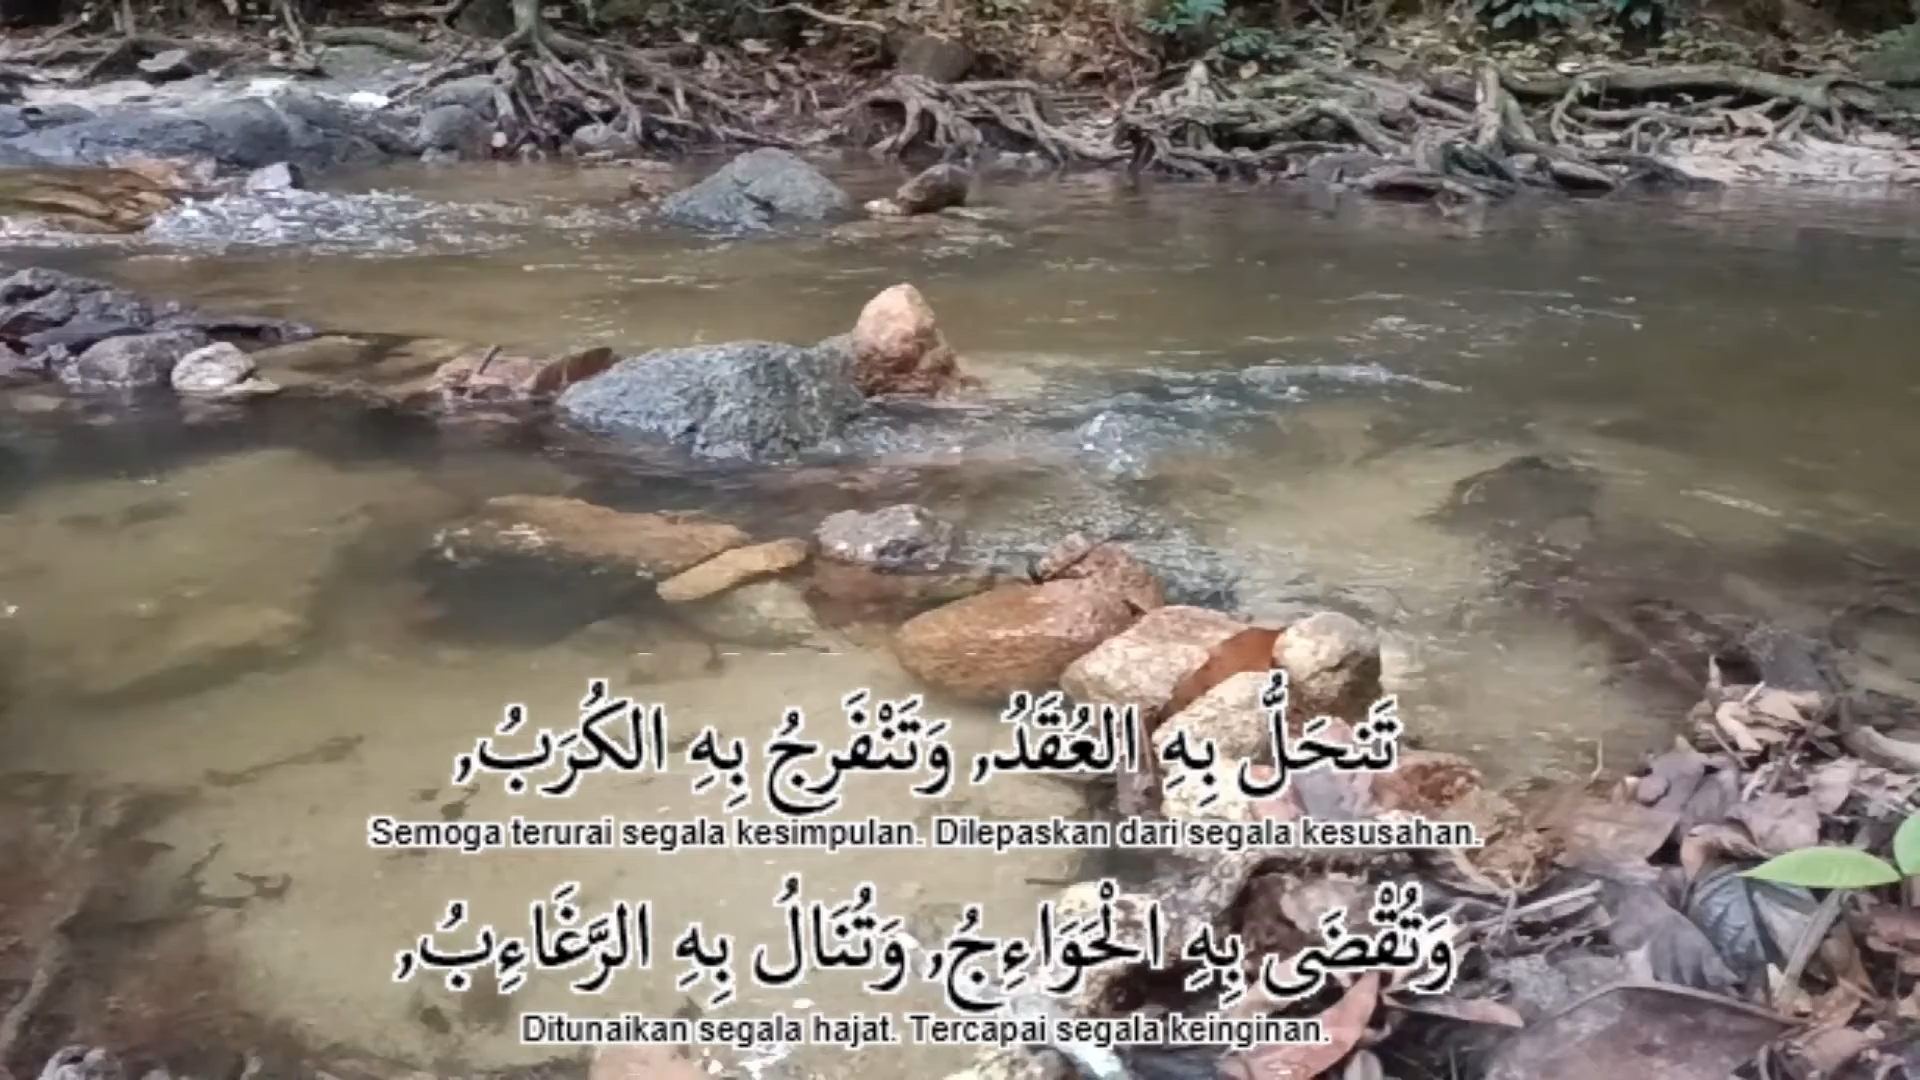 تَنحَلُّ بِهِ العُقَدُ, وَتَنْفَرِجُ بِهِ الكُرَبُ,
Semoga terurai segala kesimpulan. Dilepaskan dari segala kesusahan.
وَتُقْضَى بِهِ الْحَوَاءِجُ, وَتُنَالُ بِهِ الرَّغَاءِبُ,
Ditunaikan segala hajat. Tercapai segala keinginan.